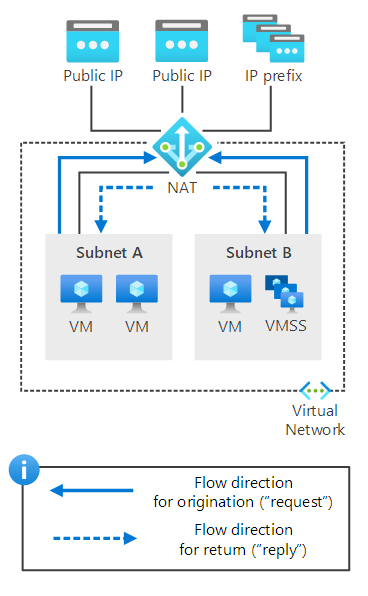 Public IP
Public IP
IP prefix
NAT
Subnet A
Subnet B
VM
VM
VM
VMSS
Virtual
Network
i
Flow direction
for origination (“request”)
Flow direction
for return (“reply”)